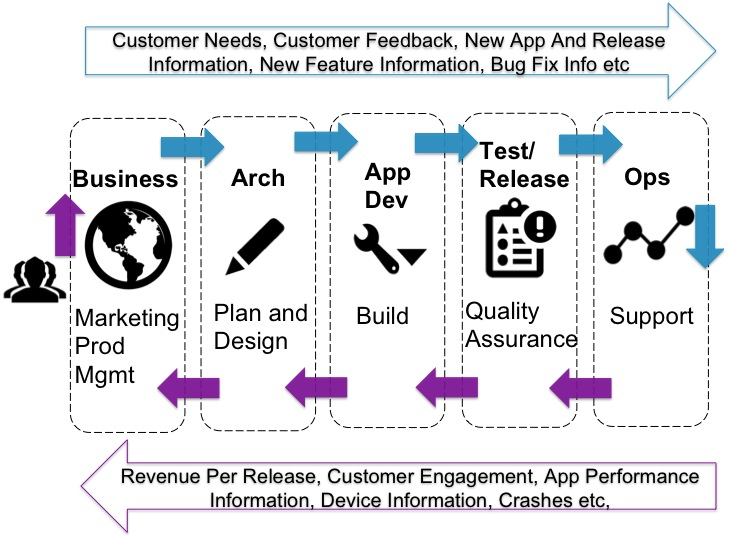 Customer Needs, Customer Feedback, New App And Release
Information, New Feature Information, Bug Fix Info etc
Business
Marketing
Prod
Mgmt
Arch
Plan and
Design
App
Dev
Build
Test/
Release
Quality
Assurance
Ops
Support
Revenue Per Release, Customer Engagement, App Performance
Information, Device Information, Crashes etc,